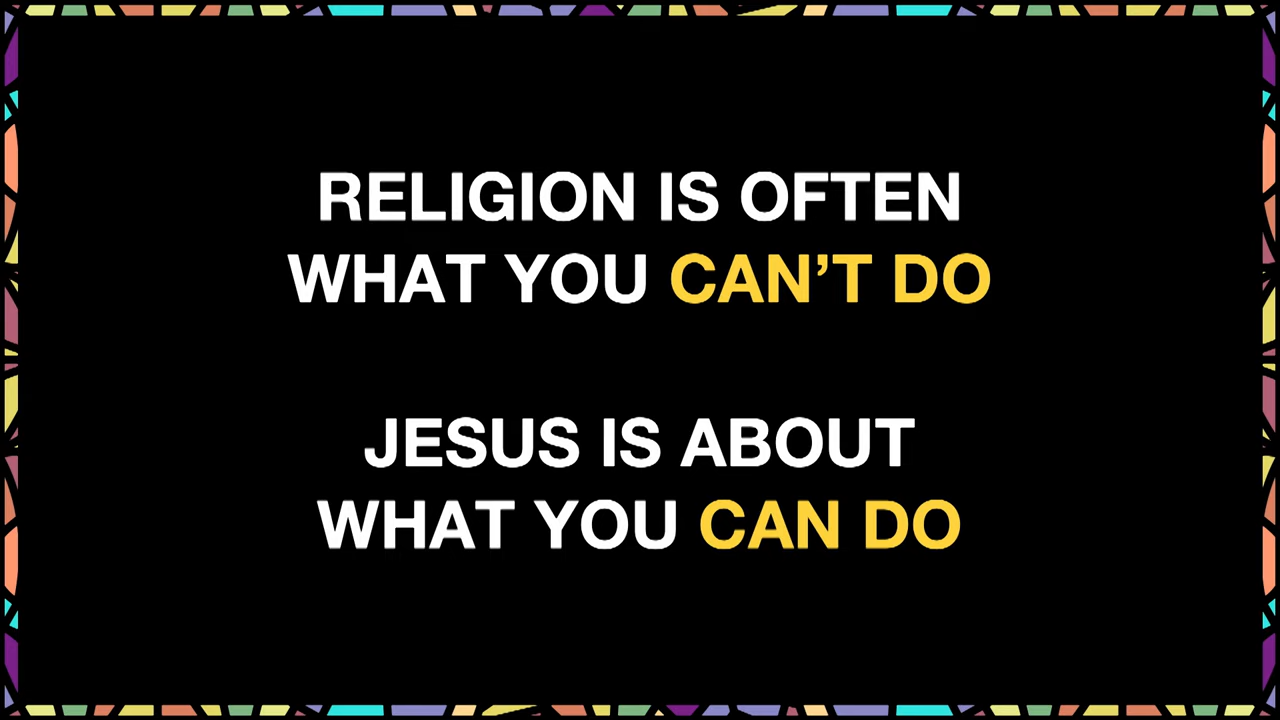 RELIGION IS OFTEN
WHAT YOU CAN’T DO
JESUS IS ABOUT
WHAT YOU CAN DO